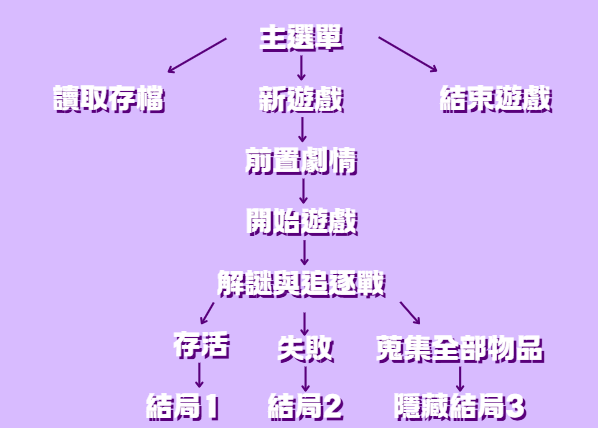 主選單
讀取存檔 新遊戲 結束遊戲
前置劇情
開始遊戲
解謎與追逐戰
存活 失敗 蒐集全部物品
結局1 結局2 隱藏結局3